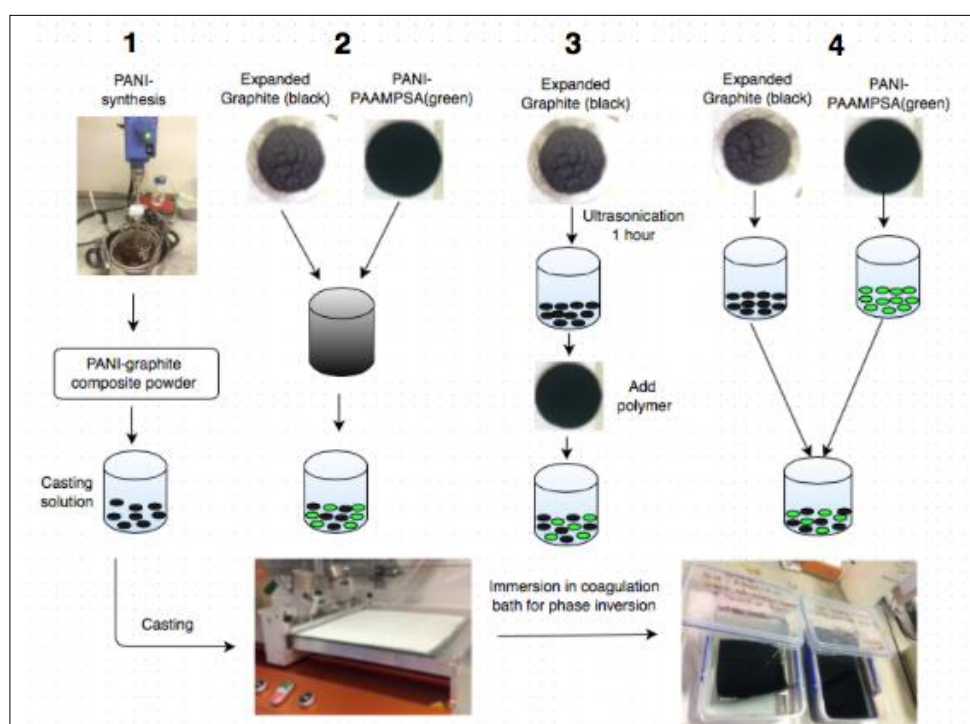 1
PANI-
synthesis
PANI-graphite
composite powder
Casting
solution
2
Expanded
Graphite (black)
PANI-
PAAMPSA(green)
3
Expanded
Graphite (black)
Ultrasonication
1 hour
Add
polymer
4
Expanded
Graphite (black)
PANI-
PAAMPSA(green)
Casting
Immersion in coagulation
bath for phase inversion